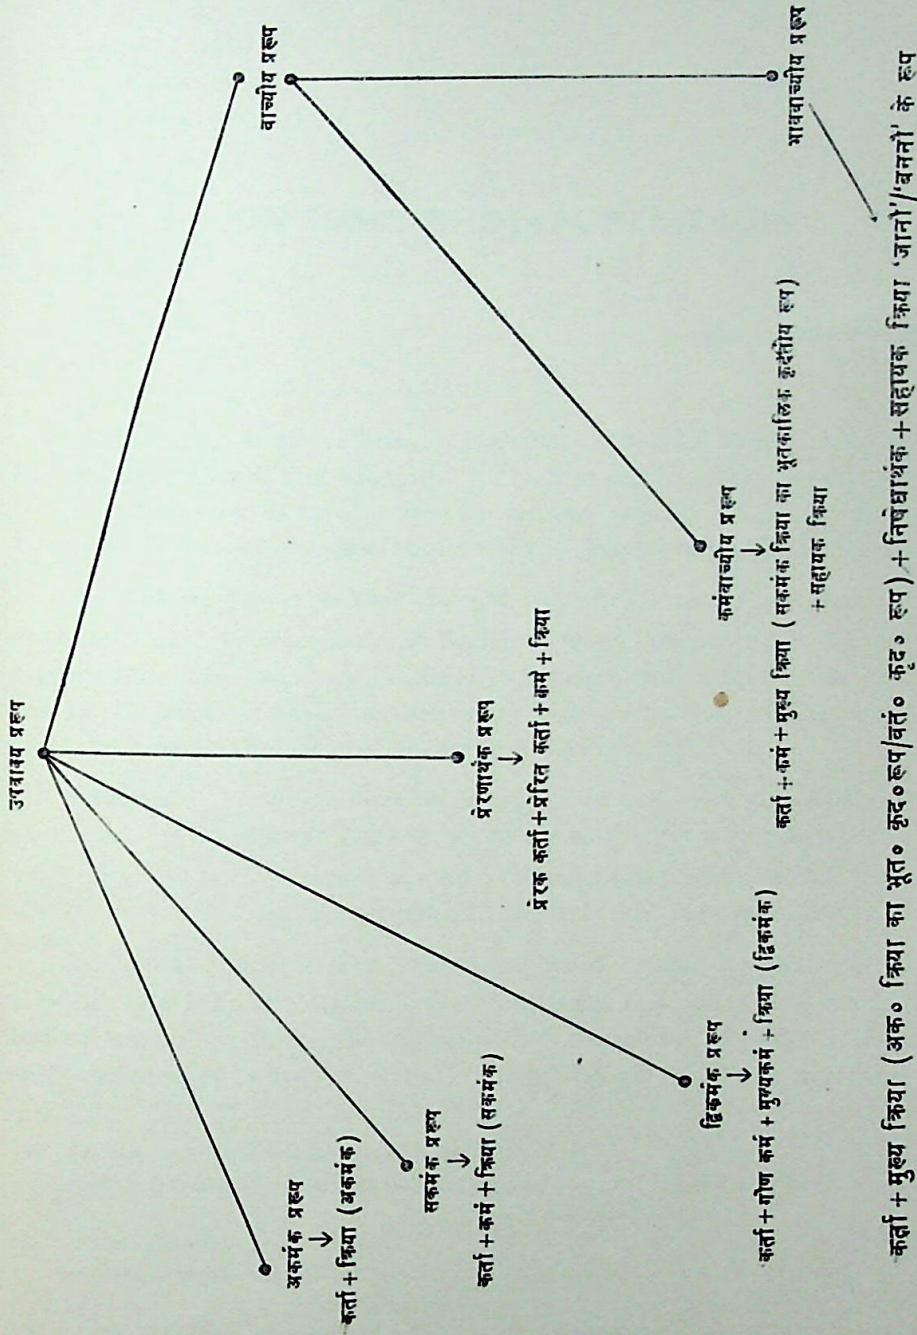 उपवाक्य प्ररूप
वाच्यीय प्ररूप
अकर्मक प्ररूप
↓
कर्ता + क्रिया (अकर्मक)
सकर्मक प्ररूप
↓
कर्ता + कर्म + क्रिया (सकर्मक)
प्रेरणार्थक प्ररूप
↓
प्रेरक कर्ता + प्रेरित कर्ता + कर्म + क्रिया
द्विकर्मक प्ररूप
↓
कर्ता + गौण कर्म + मुख्यकर्म + क्रिया (द्विकर्मक)
कर्मवाच्यीय प्ररूप
↓
कर्ता + कर्म + मुख्य क्रिया (सकर्मक क्रिया का भूतकालिक कृदंतीय रूप)
+ सहायक क्रिया
भाववाच्यीय प्ररूप
कर्ता + मुख्य क्रिया (अक० क्रिया का भूत० कृद० रूप/वर्त० कृद० रूप) + निषेधार्थक + सहायक क्रिया 'जानो'/'बननो' के रूप